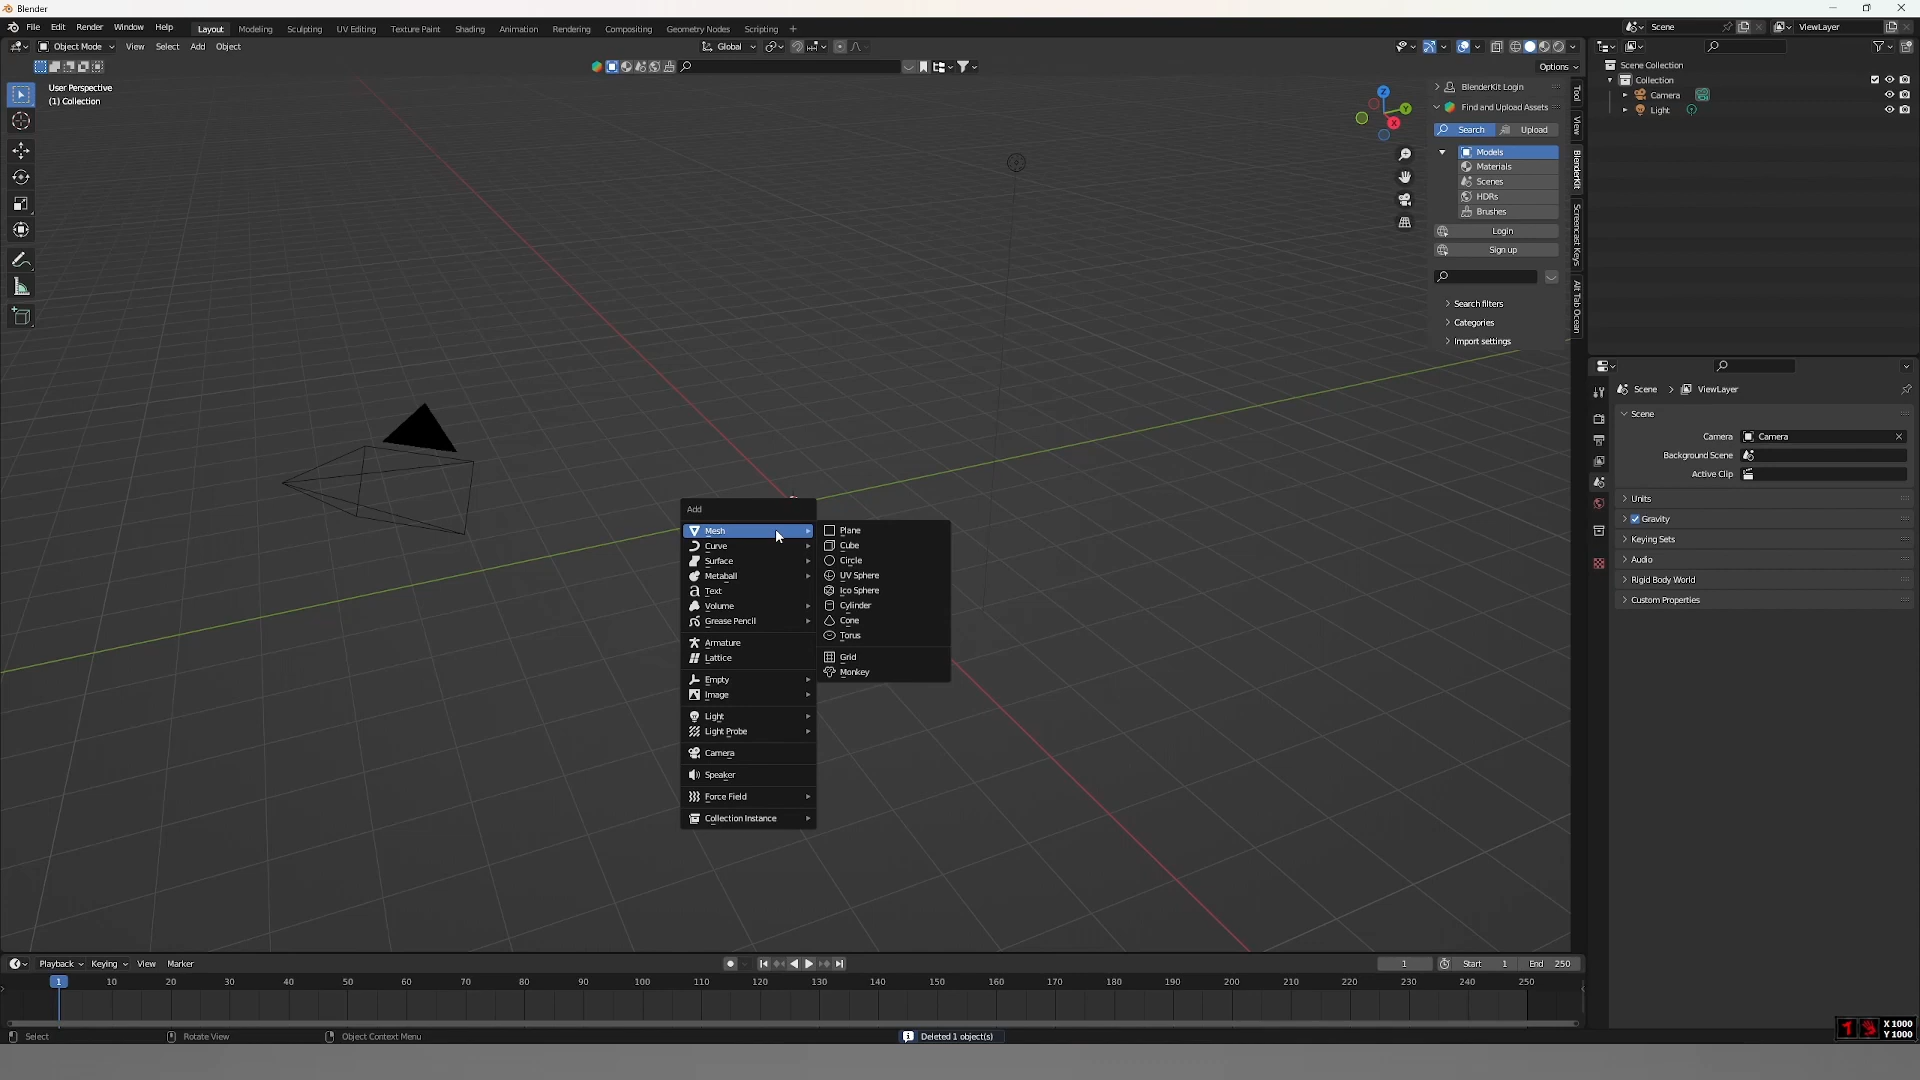 Blender
File Edit Render Window Help Layout Modeling Sculpting UV Editing Texture Paint Shading Animation Rendering Compositing Geometry Nodes Scripting + Scene ViewLayer
Object Mode View Select Add Object Global
Options
User Perspective
(1) Collection
Z
Y
X
BlenderKit Login
Find and Upload Assets
Search Upload
Models
Materials
Scenes
HDRs
Brushes
Login
Sign up
Search filters
Categories
Import settings
Tool
View
BlenderKit
Screencast Keys
Alt Tab Ocean
Scene Collection
Collection
Camera
Light
Scene > ViewLayer
Scene
Camera Camera
Background Scene
Active Clip
Units
Gravity
Keying Sets
Audio
Rigid Body World
Custom Properties
Add
Mesh
Curve
Surface
Metaball
Text
Volume
Grease Pencil
Armature
Lattice
Empty
Image
Light
Light Probe
Camera
Speaker
Force Field
Collection Instance
Plane
Cube
Circle
UV Sphere
Ico Sphere
Cylinder
Cone
Torus
Grid
Monkey
Playback Keying View Marker 1 Start 1 End 250
1 10 20 30 40 50 60 70 80 90 100 110 120 130 140 150 160 170 180 190 200 210 220 230 240 250
Select Rotate View Object Context Menu Deleted 1 object(s)
X 1000
Y 1000